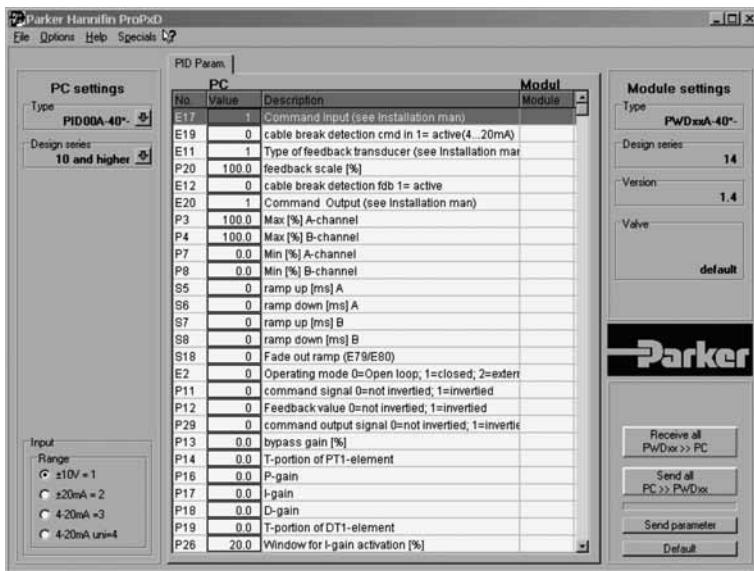 Parker Hannifin ProPxD
File Options Help Specials ?
PID Param.
PC settings
Type
PID00A-40*-
Design series
10 and higher
Input
Range
±10V = 1
±20mA = 2
4-20mA =3
4-20mA uni=4
PC Modul
No. Value Description Module
E17 1 Command Input (see Installation man)
E19 0 cable break detection cmd in 1= active(4...20mA)
E11 1 Type of feedback transducer (see Installation mar
P20 100.0 feedback scale [%]
E12 0 cable break detection fdb 1= active
E20 1 Command Output (see Installation man)
P3 100.0 Max [%] A-channel
P4 100.0 Max [%] B-channel
P7 0.0 Min [%] A-channel
P8 0.0 Min [%] B-channel
S5 0 ramp up [ms] A
S6 0 ramp down [ms] A
S7 0 ramp up [ms] B
S8 0 ramp down [ms] B
S18 0 Fade out ramp (E79/E80)
E2 0 Operating mode 0=Open loop; 1=closed; 2=extern
P11 0 command signal 0=not invertied; 1=invertied
P12 0 Feedback value 0=not invertied; 1=invertied
P29 0 command output signal 0=not invertied; 1=invertie
P13 0.0 bypass gain [%]
P14 0.0 T-portion of PT1-element
P16 0.0 P-gain
P17 0.0 I-gain
P18 0.0 D-gain
P19 0.0 T-portion of DT1-element
P26 20.0 Window for I-gain activation [%]
Module settings
Type
PWDxxA-40*-
Design series
14
Version
1.4
Valve
default
Parker
Receive all
PWDxx >> PC
Send all
PC >> PWDxx
Send parameter
Default